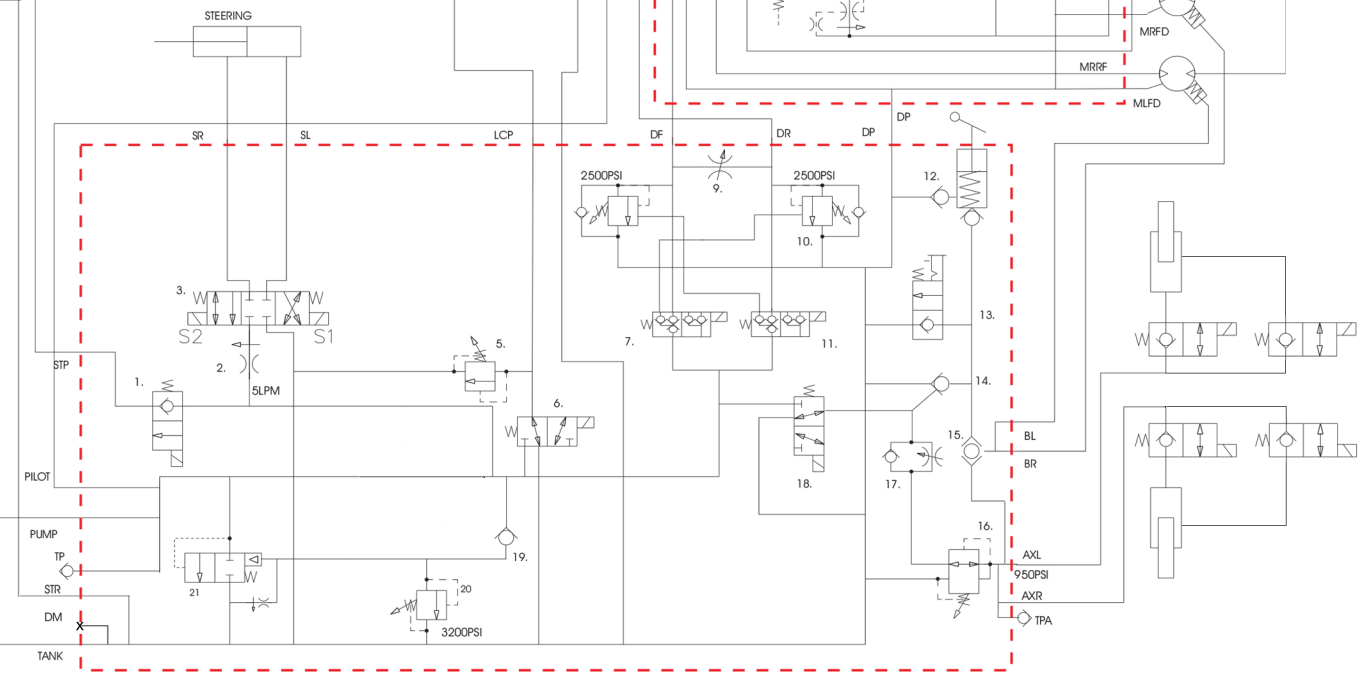 STEERING
MRFD
MRRF
MLFD
DP
SR
SL
LCP
DF
DR
DP
2500PSI
9.
2500PSI
12.
10.
3.
S2
S1
7.
11.
13.
STP
2.
5.
5LPM
1.
6.
14.
15.
BL
BR
PILOT
18.
17.
PUMP
19.
16.
TP
AXL
950PSI
STR
21
20
AXR
DM
X
3200PSI
TPA
TANK